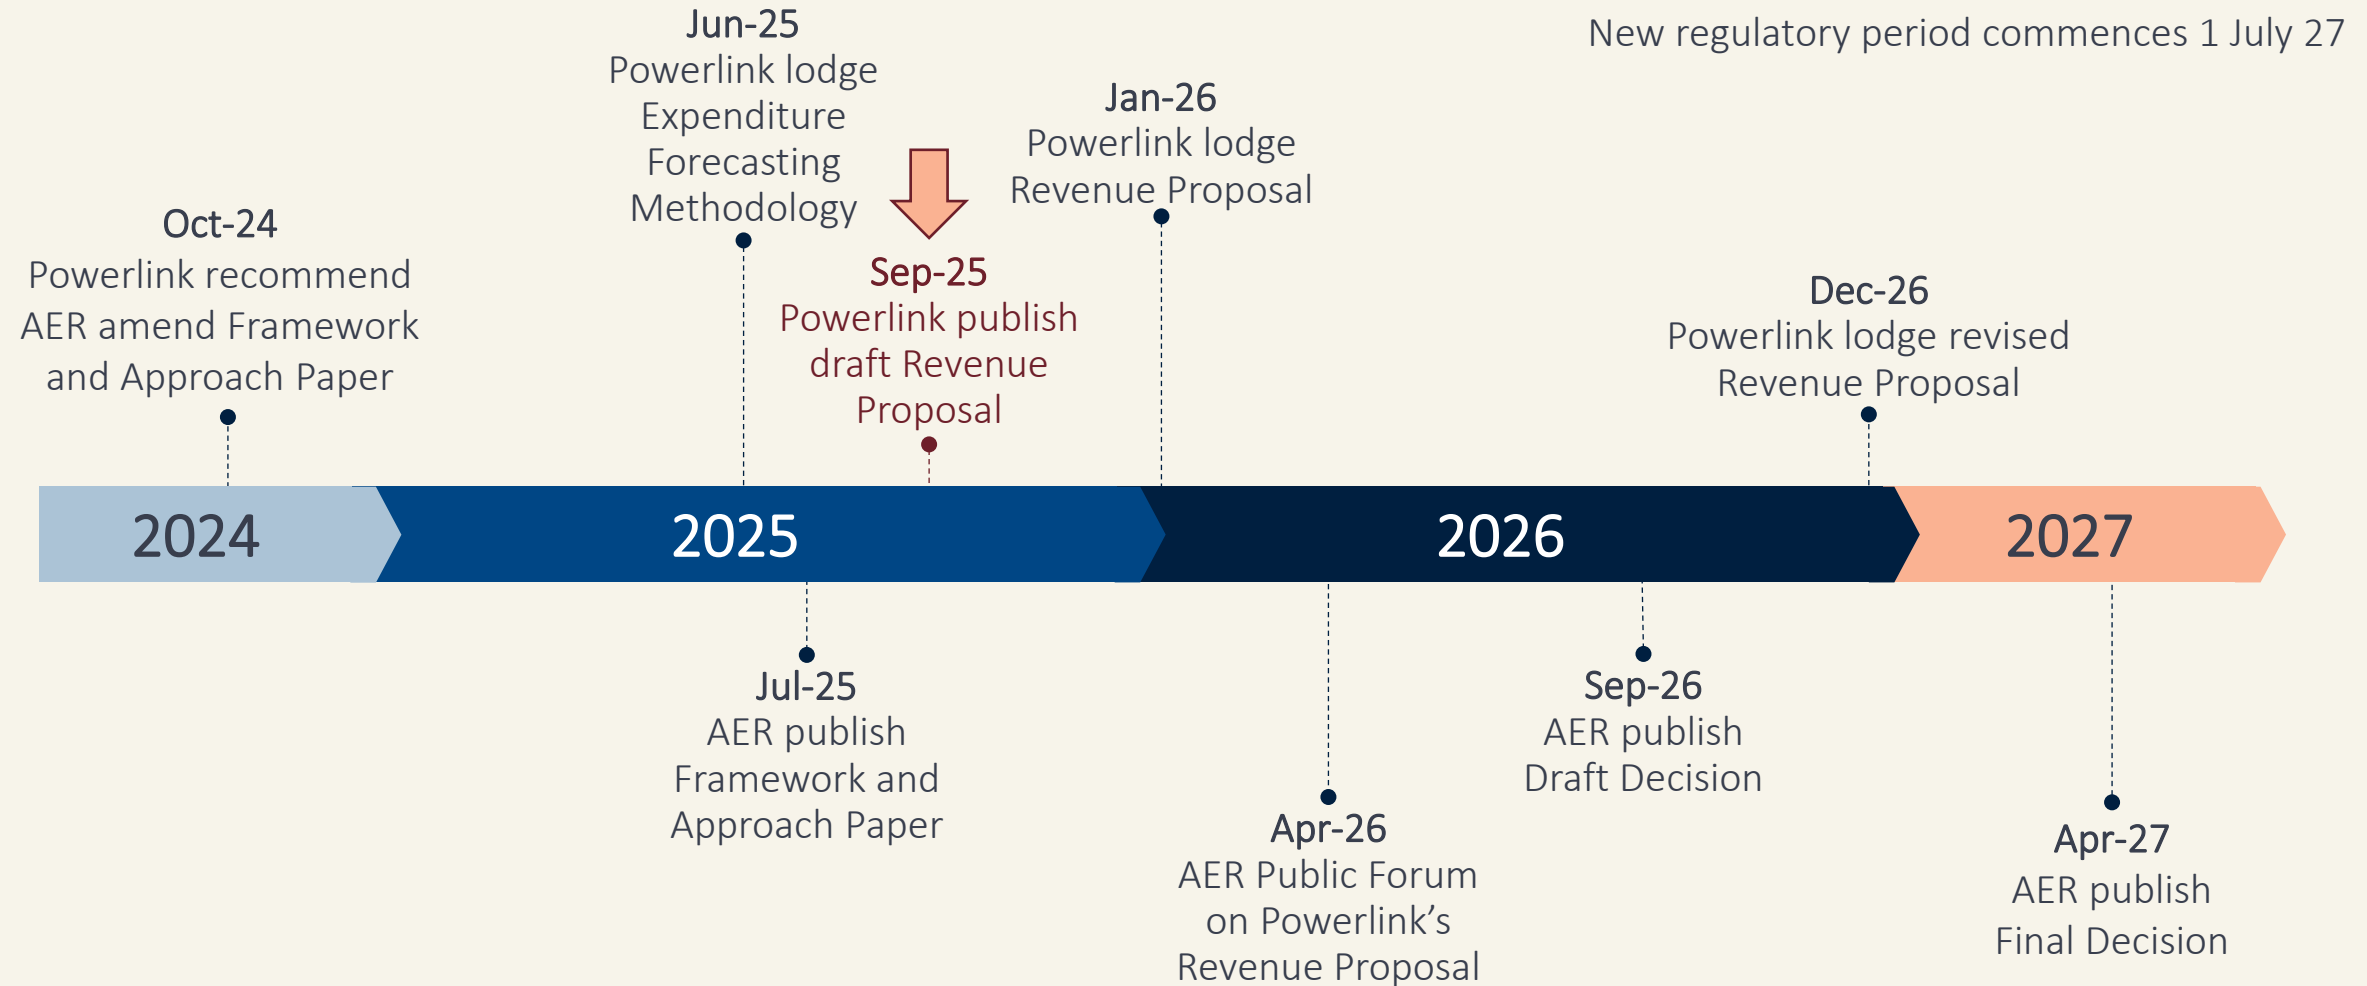 New regulatory period commences 1 July 27
Oct-24
Powerlink recommend
AER amend Framework
and Approach Paper
Jun-25
Powerlink lodge
Expenditure
Forecasting
Methodology
Sep-25
Powerlink publish
draft Revenue
Proposal
Jan-26
Powerlink lodge
Revenue Proposal
Dec-26
Powerlink lodge revised
Revenue Proposal
2024
2025
2026
2027
Jul-25
AER publish
Framework and
Approach Paper
Apr-26
AER Public Forum
on Powerlink’s
Revenue Proposal
Sep-26
AER publish
Draft Decision
Apr-27
AER publish
Final Decision